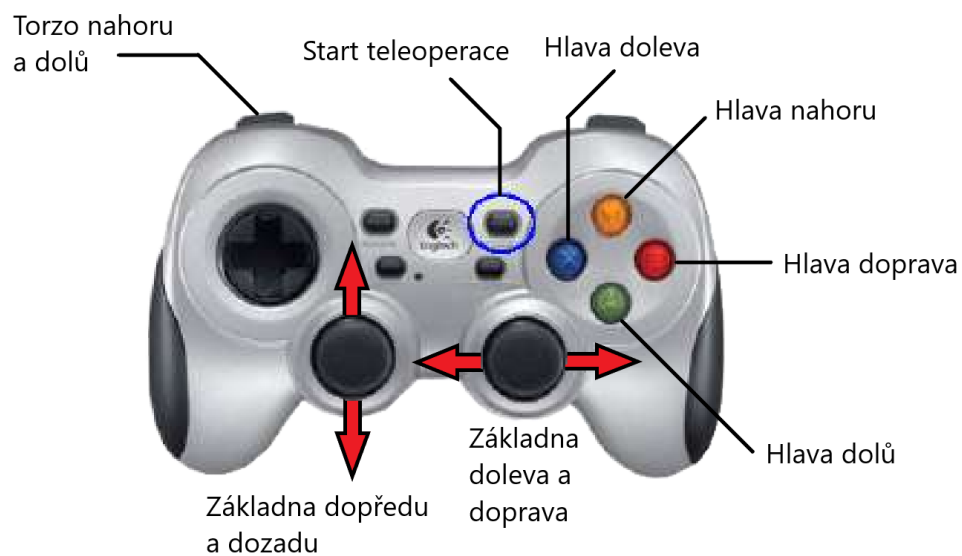 Torzo nahoru
a dolů
Start teleoperace
Hlava doleva
Hlava nahoru
Logitech
Hlava doprava
Hlava dolů
Základna
doleva a
doprava
Základna dopředu
a dozadu